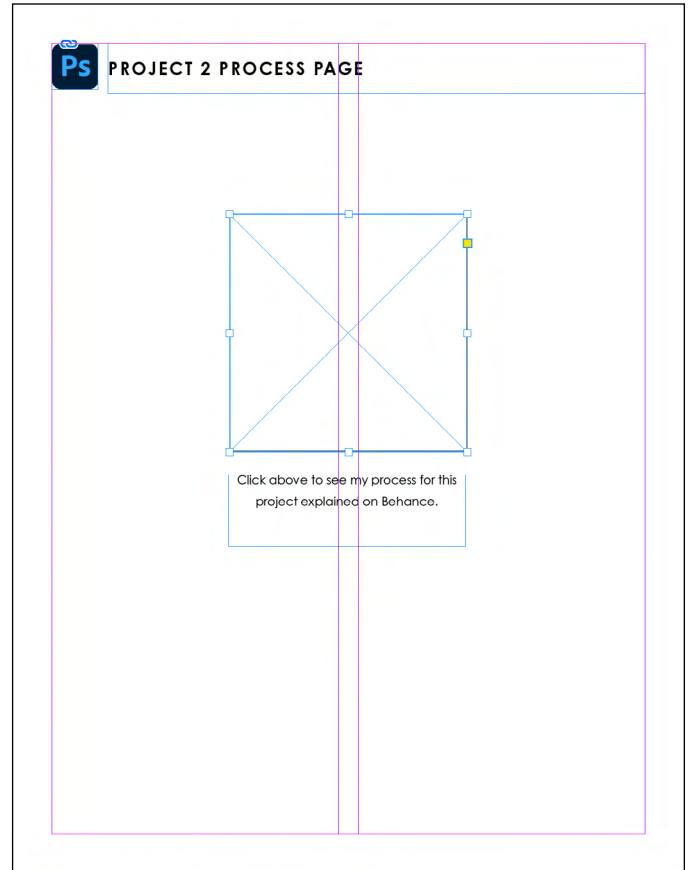 Ps PROJECT 2 PROCESS PAGE
Click above to see my process for this
project explained on Behance.